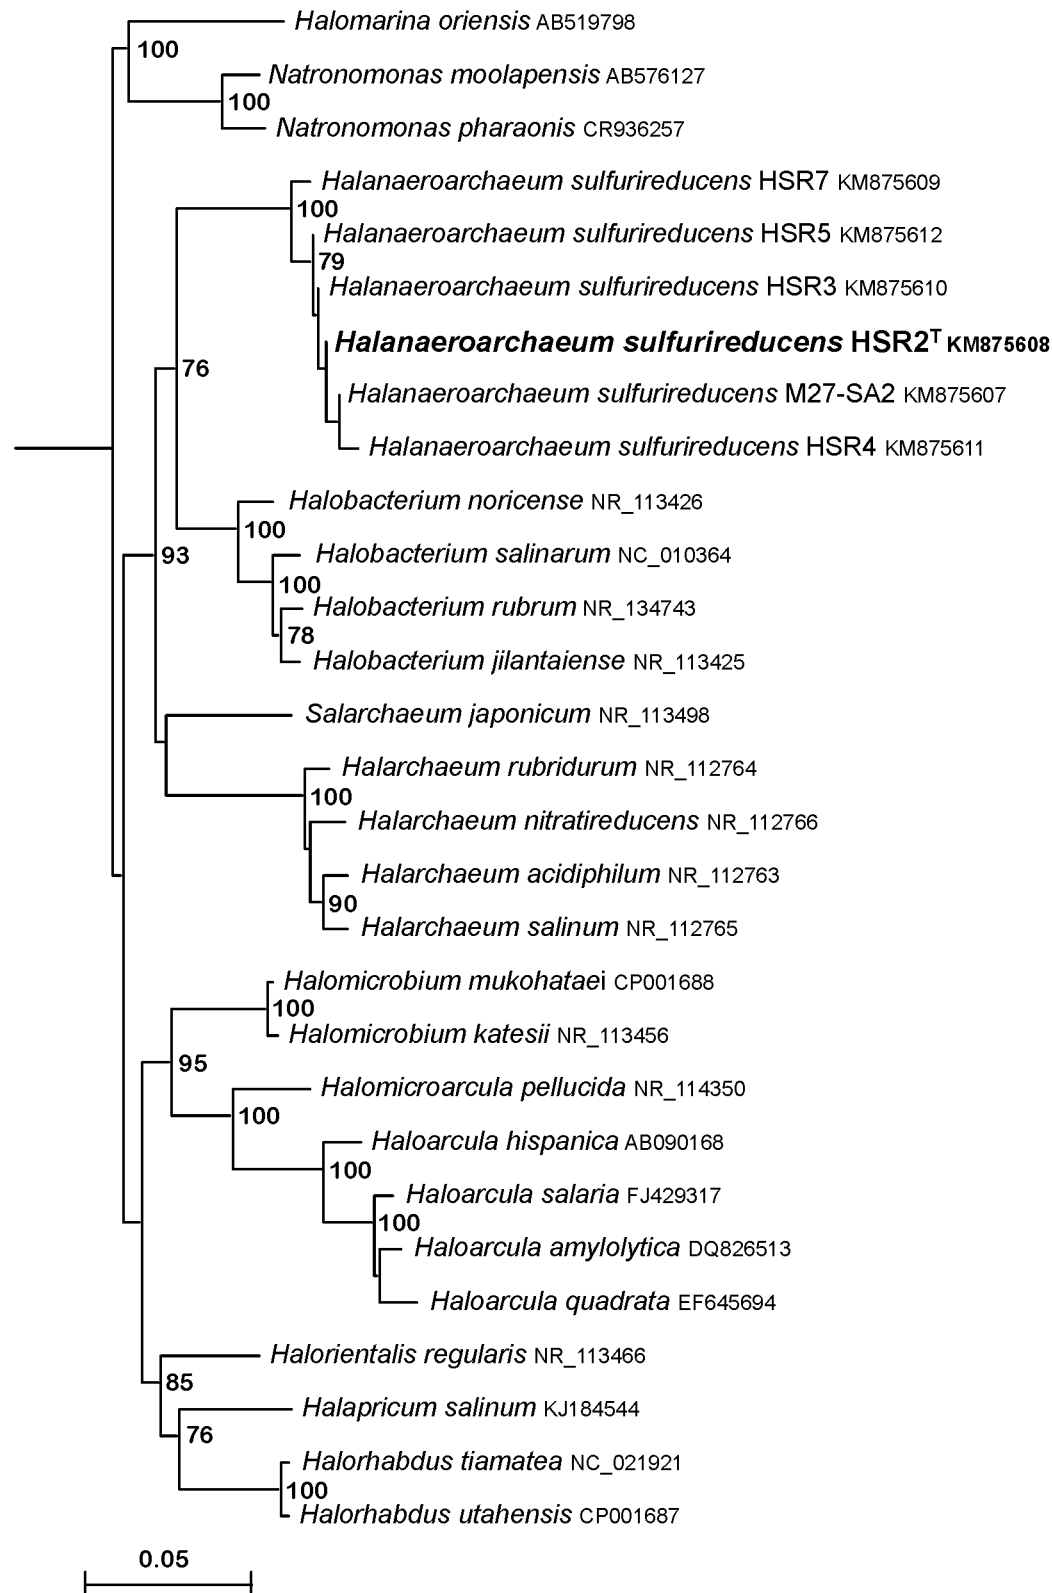 Halomarina oriensis AB519798
100
Natronomonas moolapensis AB576127
100
Natronomonas pharaonis CR936257
Halanaeroarchaeum sulfurireducens HSR7 KM875609
100
Halanaeroarchaeum sulfurireducens HSR5 KM875612
79
Halanaeroarchaeum sulfurireducens HSR3 KM875610
Halanaeroarchaeum sulfurireducens HSR2ᵀ KM875608
76
Halanaeroarchaeum sulfurireducens M27-SA2 KM875607
Halanaeroarchaeum sulfurireducens HSR4 KM875611
Halobacterium noricense NR_113426
100
Halobacterium salinarum NC_010364
93
100
Halobacterium rubrum NR_134743
78
Halobacterium jilantaiense NR_113425
Salarchaeum japonicum NR_113498
Halarchaeum rubridurum NR_112764
100
Halarchaeum nitratireducens NR_112766
Halarchaeum acidiphilum NR_112763
90
Halarchaeum salinum NR_112765
Halomicrobium mukohataei CP001688
100
Halomicrobium katesii NR_113456
95
Halomicroarcula pellucida NR_114350
100
Haloarcula hispanica AB090168
100
Haloarcula salaria FJ429317
100
Haloarcula amylolytica DQ826513
Haloarcula quadrata EF645694
Halorientalis regularis NR_113466
85
Halapricum salinum KJ184544
76
Halorhabdus tiamatea NC_021921
100
Halorhabdus utahensis CP001687
0.05